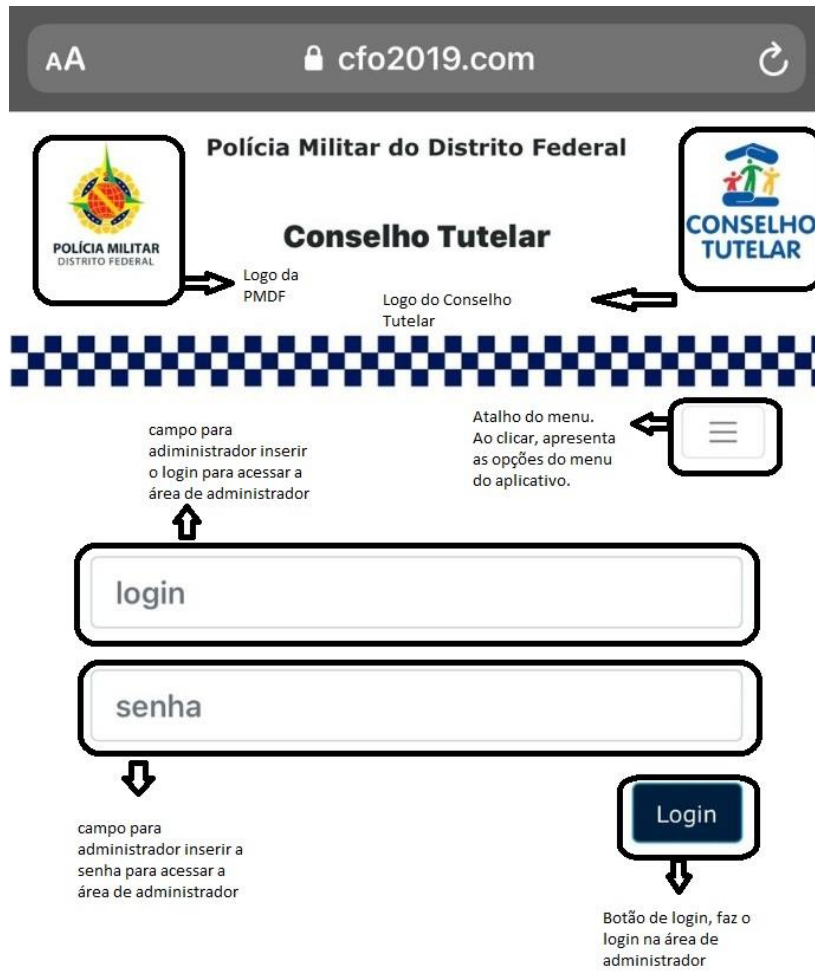 AA
cfo2019.com
Polícia Militar do Distrito Federal
POLÍCIA MILITAR
DISTRITO FEDERAL
Conselho Tutelar
CONSELHO
TUTELAR
Logo da
PMDF
Logo do Conselho
Tutelar
campo para
adiministrador inserir
o login para acessar a
área de administrador
Atalho do menu.
Ao clicar, apresenta
as opções do menu
do aplicativo.
login
senha
campo para
administrador inserir a
senha para acessar a
área de administrador
Login
Botão de login, faz o
login na área de
administrador